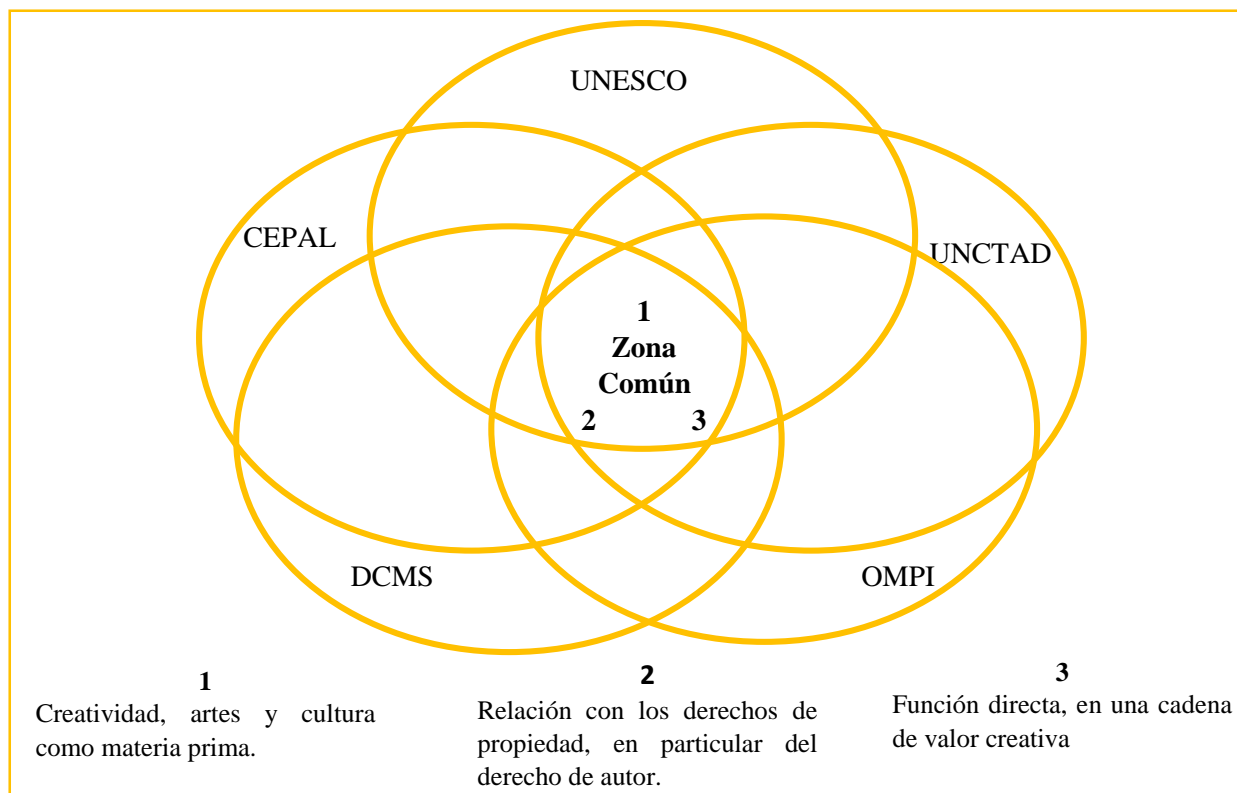 UNESCO
CEPAL
UNCTAD
1
Zona
Común
2 3
DCMS
OMPI
1
Creatividad, artes y cultura
como materia prima.
2
Relación con los derechos de
propiedad, en particular del
derecho de autor.
3
Función directa, en una cadena
de valor creativa